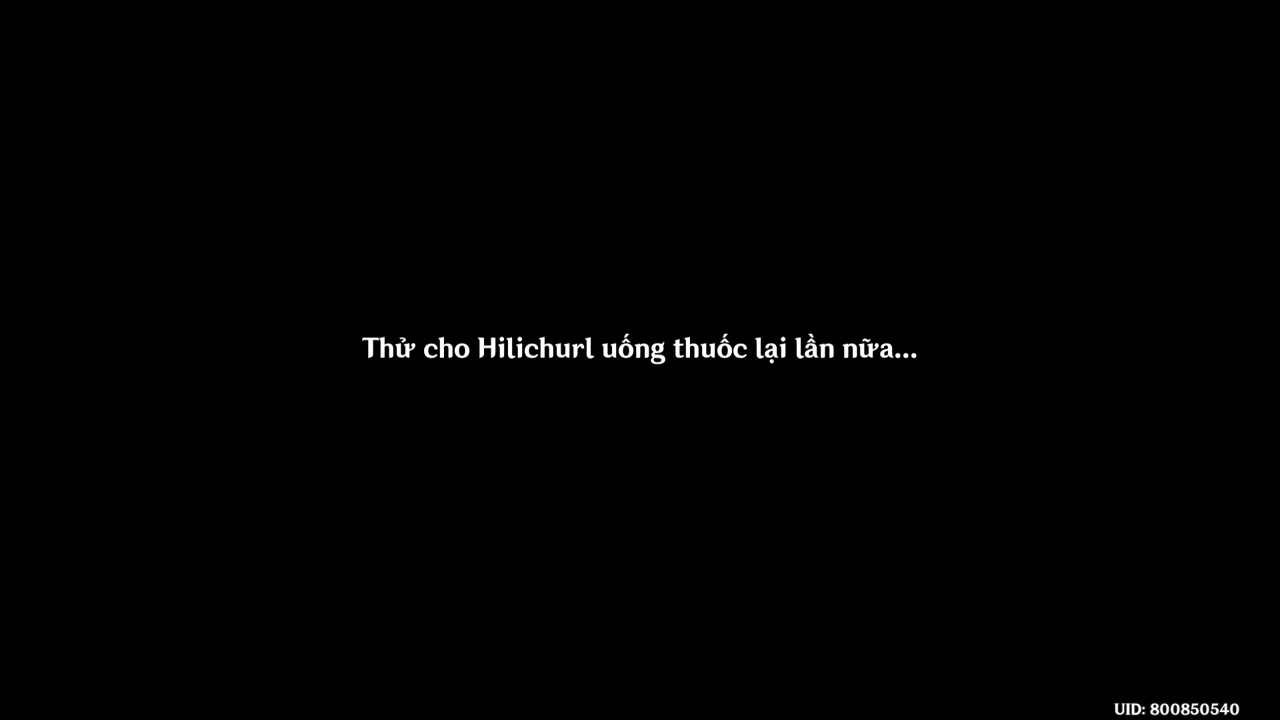 Thử cho Hilichurl uống thuốc lại lần nữa...
UID: 800850540